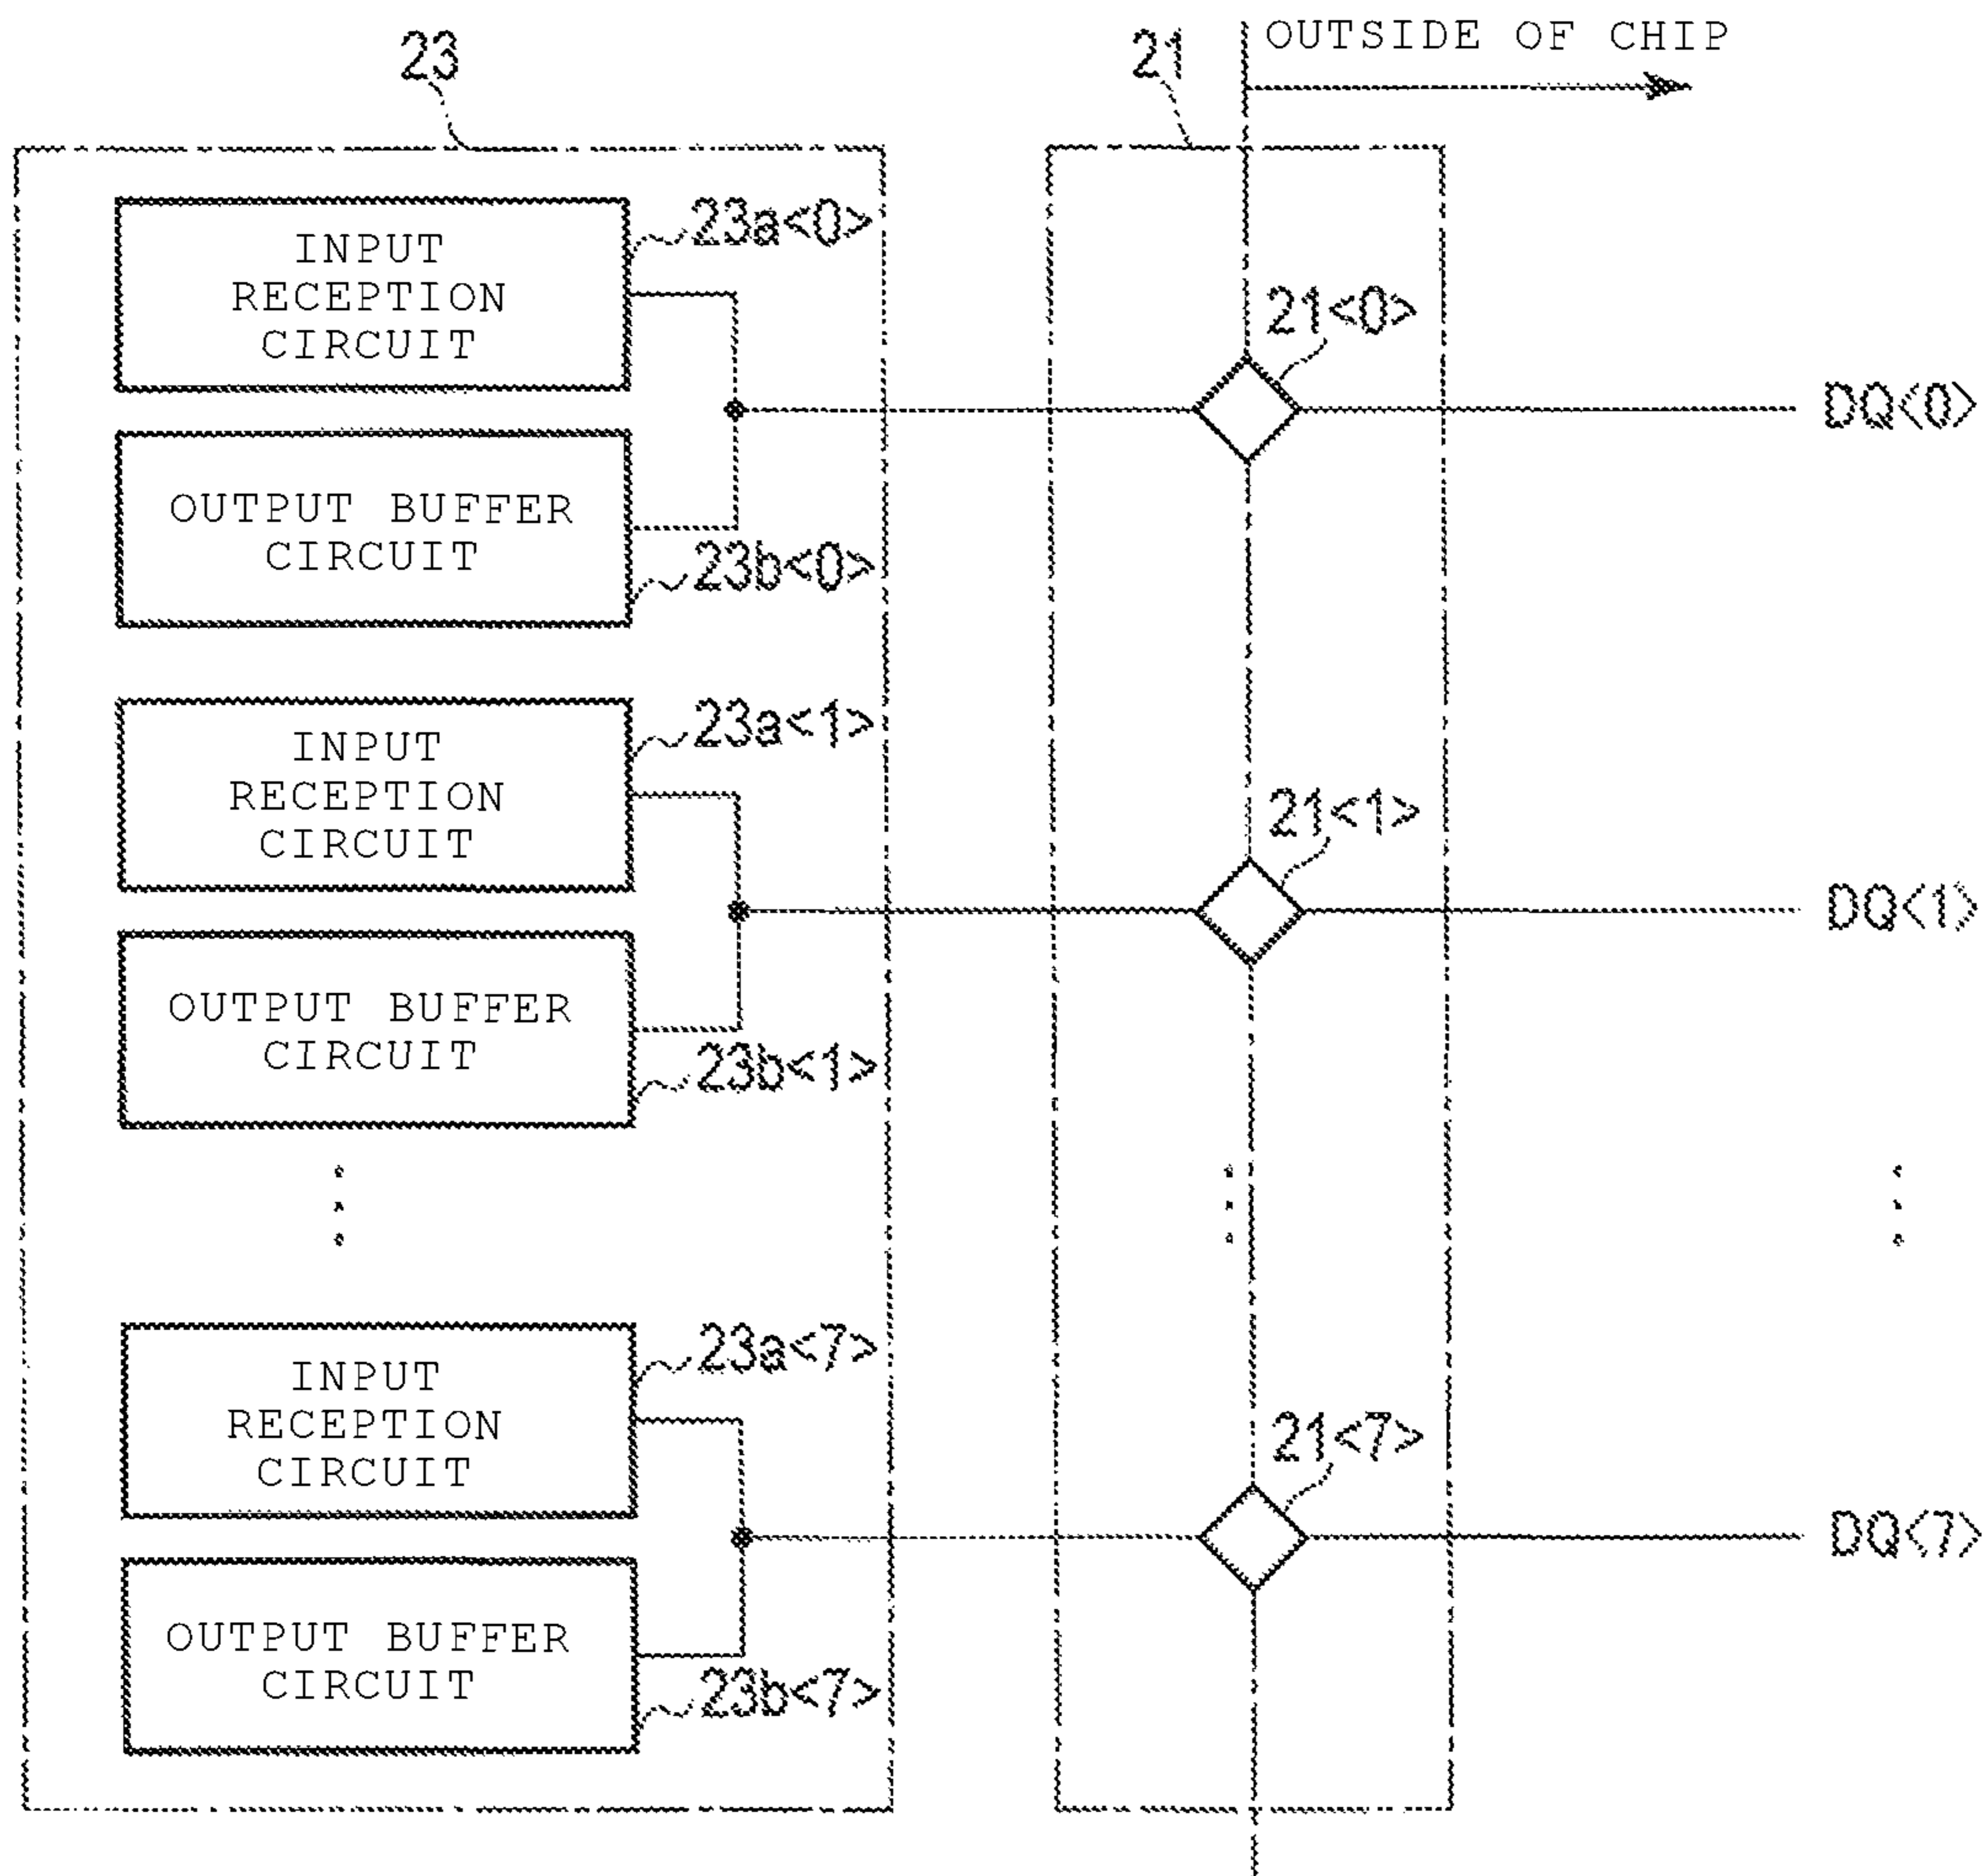 23
21
OUTSIDE OF CHIP
INPUT
RECEPTION
CIRCUIT
23a<0>
21<0>
DQ<0>
OUTPUT BUFFER
CIRCUIT
23b<0>
INPUT
RECEPTION
CIRCUIT
23a<1>
21<1>
DQ<1>
OUTPUT BUFFER
CIRCUIT
23b<1>
INPUT
RECEPTION
CIRCUIT
23a<7>
21<7>
DQ<7>
OUTPUT BUFFER
CIRCUIT
23b<7>